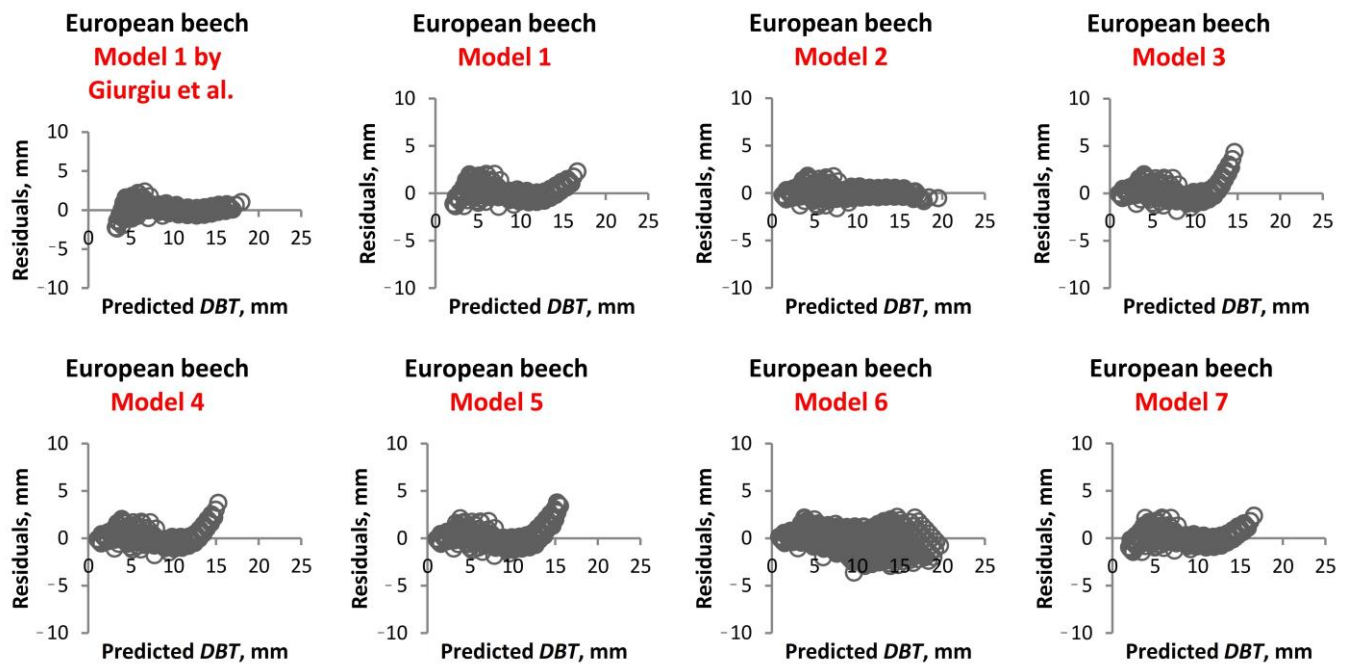 European beech
Model 1 by
Giurgiu et al.
10
5
0
−5
−10
0 5 10 15 20 25
Residuals, mm
Predicted DBT, mm
European beech
Model 1
10
5
0
−5
−10
0 5 10 15 20 25
Residuals, mm
Predicted DBT, mm
European beech
Model 2
10
5
0
−5
−10
0 5 10 15 20 25
Residuals, mm
Predicted DBT, mm
European beech
Model 3
10
5
0
−5
−10
0 5 10 15 20 25
Residuals, mm
Predicted DBT, mm
European beech
Model 4
10
5
0
−5
−10
0 5 10 15 20 25
Residuals, mm
Predicted DBT, mm
European beech
Model 5
10
5
0
−5
−10
0 5 10 15 20 25
Residuals, mm
Predicted DBT, mm
European beech
Model 6
10
5
0
−5
−10
0 5 10 15 20 25
Residuals, mm
Predicted DBT, mm
European beech
Model 7
10
5
0
−5
−10
0 5 10 15 20 25
Residuals, mm
Predicted DBT, mm